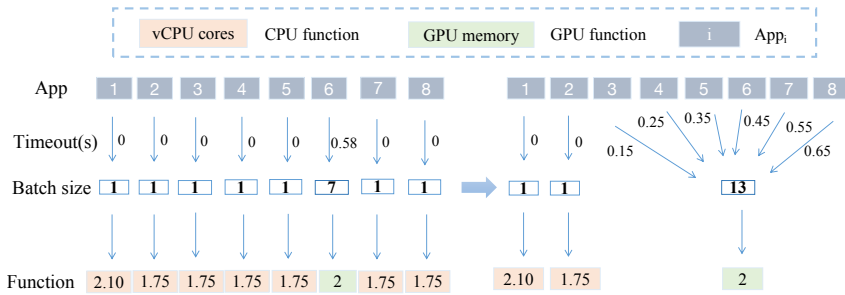 vCPU cores CPU function GPU memory GPU function i Appi
App 1 2 3 4 5 6 7 8 1 2 3 4 5 6 7 8
Timeout(s) 0 0 0 0 0 0.58 0 0 0 0 0.15 0.25 0.35 0.45 0.55 0.65
Batch size 1 1 1 1 1 7 1 1 1 1 13
Function 2.10 1.75 1.75 1.75 1.75 2 1.75 1.75 2.10 1.75 2